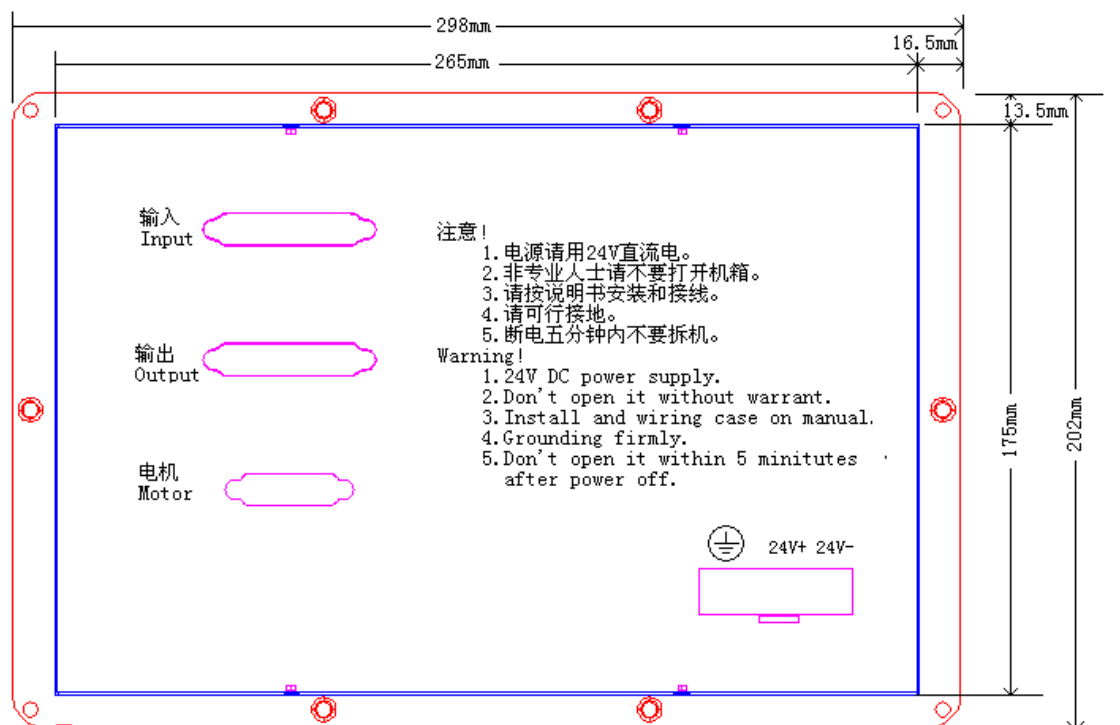 298mm
16.5mm
265mm
13.5mm
输入
Input
注意!
1.电源请用24V直流电。
2.非专业人士请不要打开机箱。
3.请按说明书安装和接线。
4.请可行接地。
5.断电五分钟内不要拆机。
输出
Output
Warning!
1.24V DC power supply.
2.Don't open it without warrant.
3.Install and wiring case on manual.
4.Grounding firmly.
5.Don't open it within 5 minitutes
after power off.
175mm
202mm
电机
Motor
24V+ 24V-